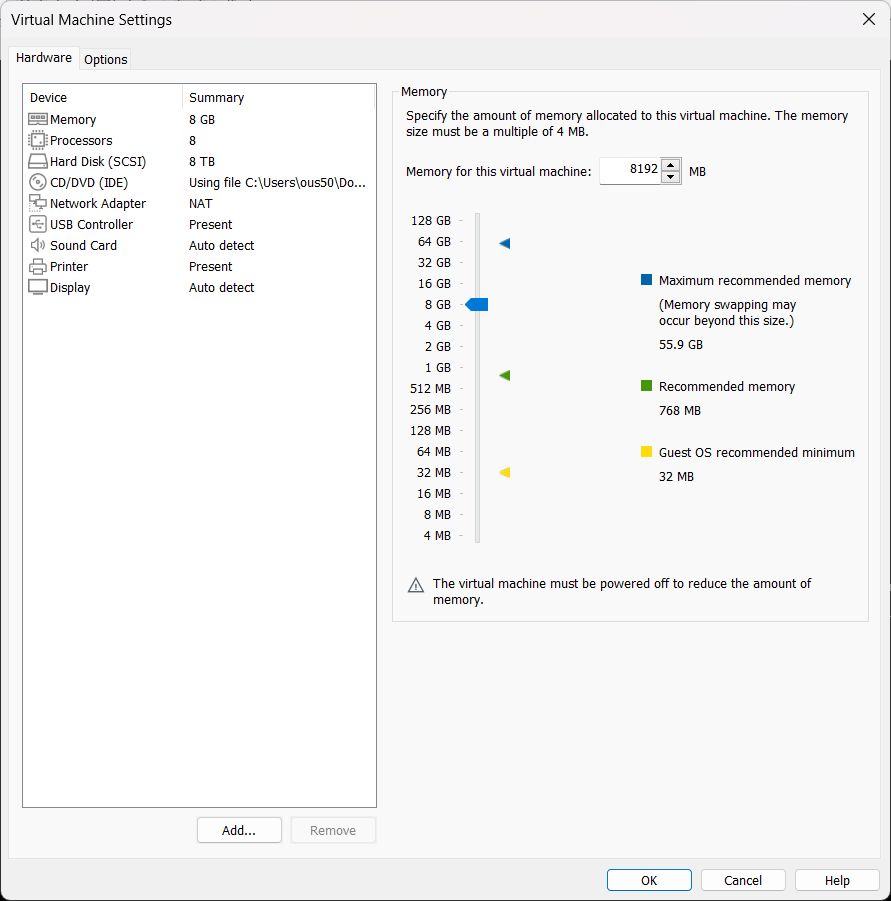 Virtual Machine Settings
Hardware
Options
Device Summary
Memory 8 GB
Processors 8
Hard Disk (SCSI) 8 TB
CD/DVD (IDE) Using file C:\Users\ous50\Do...
Network Adapter NAT
USB Controller Present
Sound Card Auto detect
Printer Present
Display Auto detect
Add...
Remove
Memory
Specify the amount of memory allocated to this virtual machine. The memory
size must be a multiple of 4 MB.
Memory for this virtual machine: 8192 MB
128 GB
64 GB
32 GB
16 GB
8 GB
4 GB
2 GB
1 GB
512 MB
256 MB
128 MB
64 MB
32 MB
16 MB
8 MB
4 MB
Maximum recommended memory
(Memory swapping may
occur beyond this size.)
55.9 GB
Recommended memory
768 MB
Guest OS recommended minimum
32 MB
The virtual machine must be powered off to reduce the amount of
memory.
OK
Cancel
Help